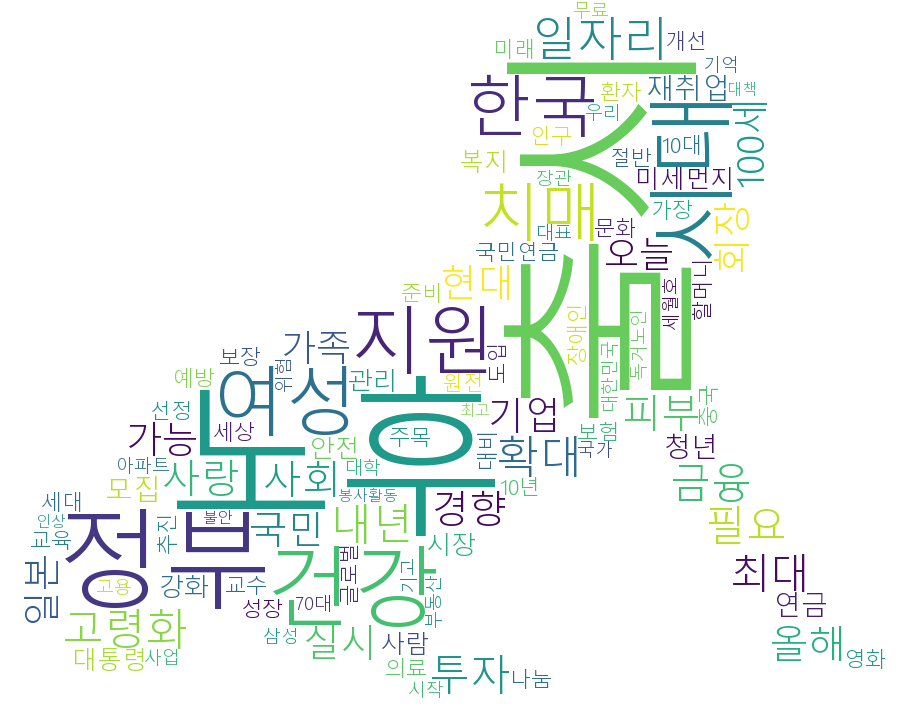 무료
일자리
미래
개선
기억
한국
환자
재취업
대책
우리
시대
100세
인구
10대
복지
절반
장관
미세먼지
치매
가장
회장
대표
문화
국민연금
오늘
현대
준비
세월호
할머니
지원
장애인
대한민국
독거노인
도입
보장
가족
위험
관리
예방
여성
원전
최고
선정
세상
기업
피부
중국
가능
안전
주목
보험
청년
노후
대비
확대
국가
아파트
사랑
사회
대학
금융
모집
봉사활동
10년
세대
인상
정부
불안
국민
내년
경향
필요
교육
추진
시장
일본
고용
강화
교수
건강
글로벌
기고
부동산
최대
연금
고령화
성장
70대
삼성
실시
사람
올해
대통령
사업
의료
투자
나눔
시작
영화